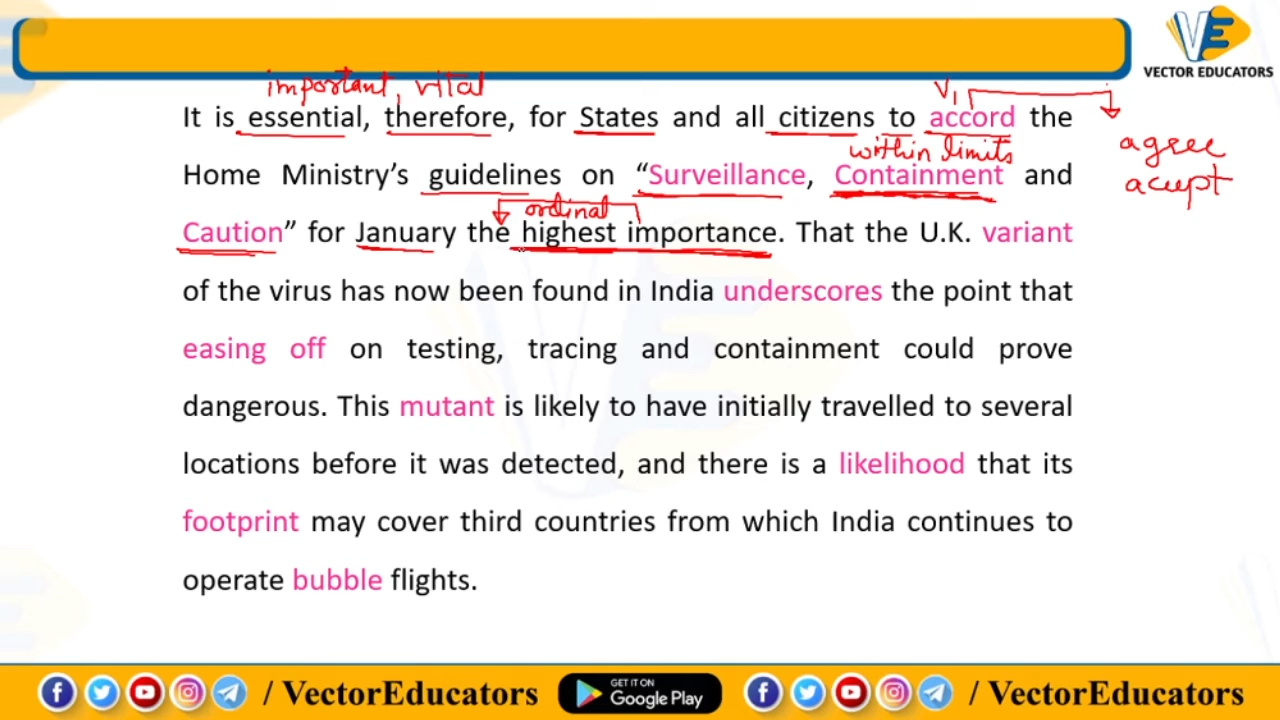 VECTOR EDUCATORS
important, vital
V₁
It is essential, therefore, for States and all citizens to accord the
agree
within limits
Home Ministry’s guidelines on “Surveillance, Containment and
accept
ordinal
Caution” for January the highest importance. That the U.K. variant
of the virus has now been found in India underscores the point that
easing off on testing, tracing and containment could prove
dangerous. This mutant is likely to have initially travelled to several
locations before it was detected, and there is a likelihood that its
footprint may cover third countries from which India continues to
operate bubble flights.
/ VectorEducators GET IT ON Google Play / VectorEducators